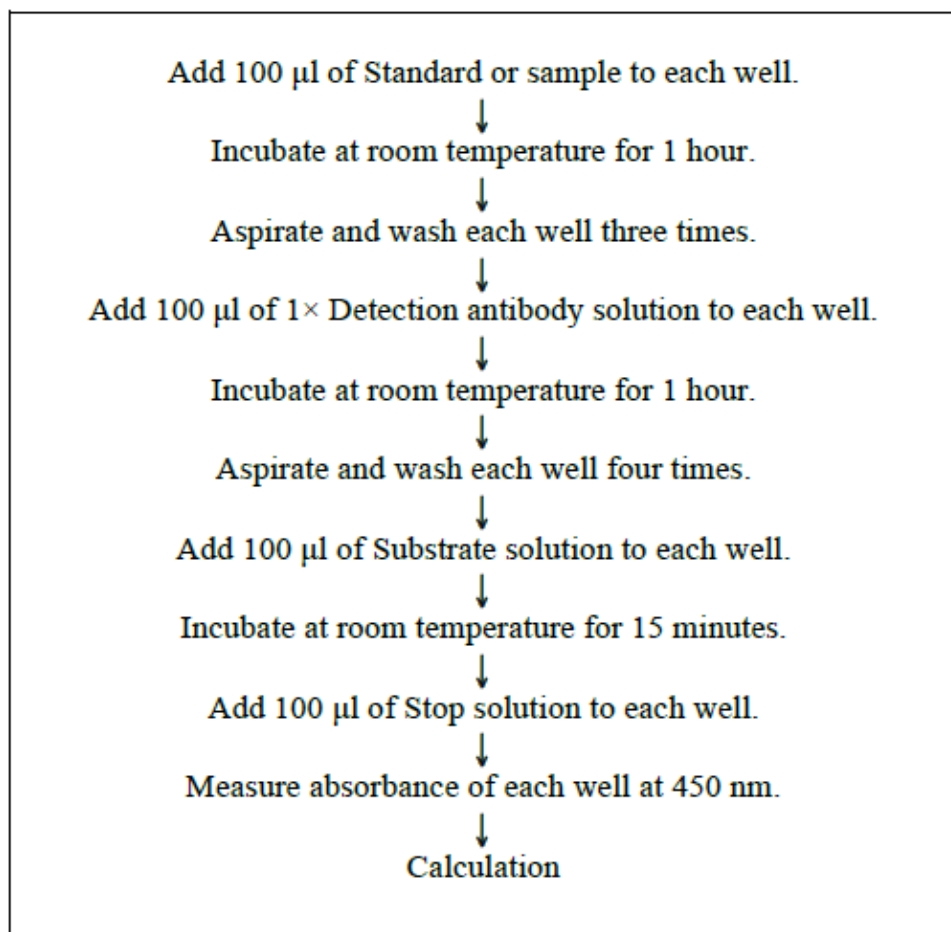 Add 100 μl of Standard or sample to each well.
↓
Incubate at room temperature for 1 hour.
↓
Aspirate and wash each well three times.
↓
Add 100 μl of 1× Detection antibody solution to each well.
↓
Incubate at room temperature for 1 hour.
↓
Aspirate and wash each well four times.
↓
Add 100 μl of Substrate solution to each well.
↓
Incubate at room temperature for 15 minutes.
↓
Add 100 μl of Stop solution to each well.
↓
Measure absorbance of each well at 450 nm.
↓
Calculation